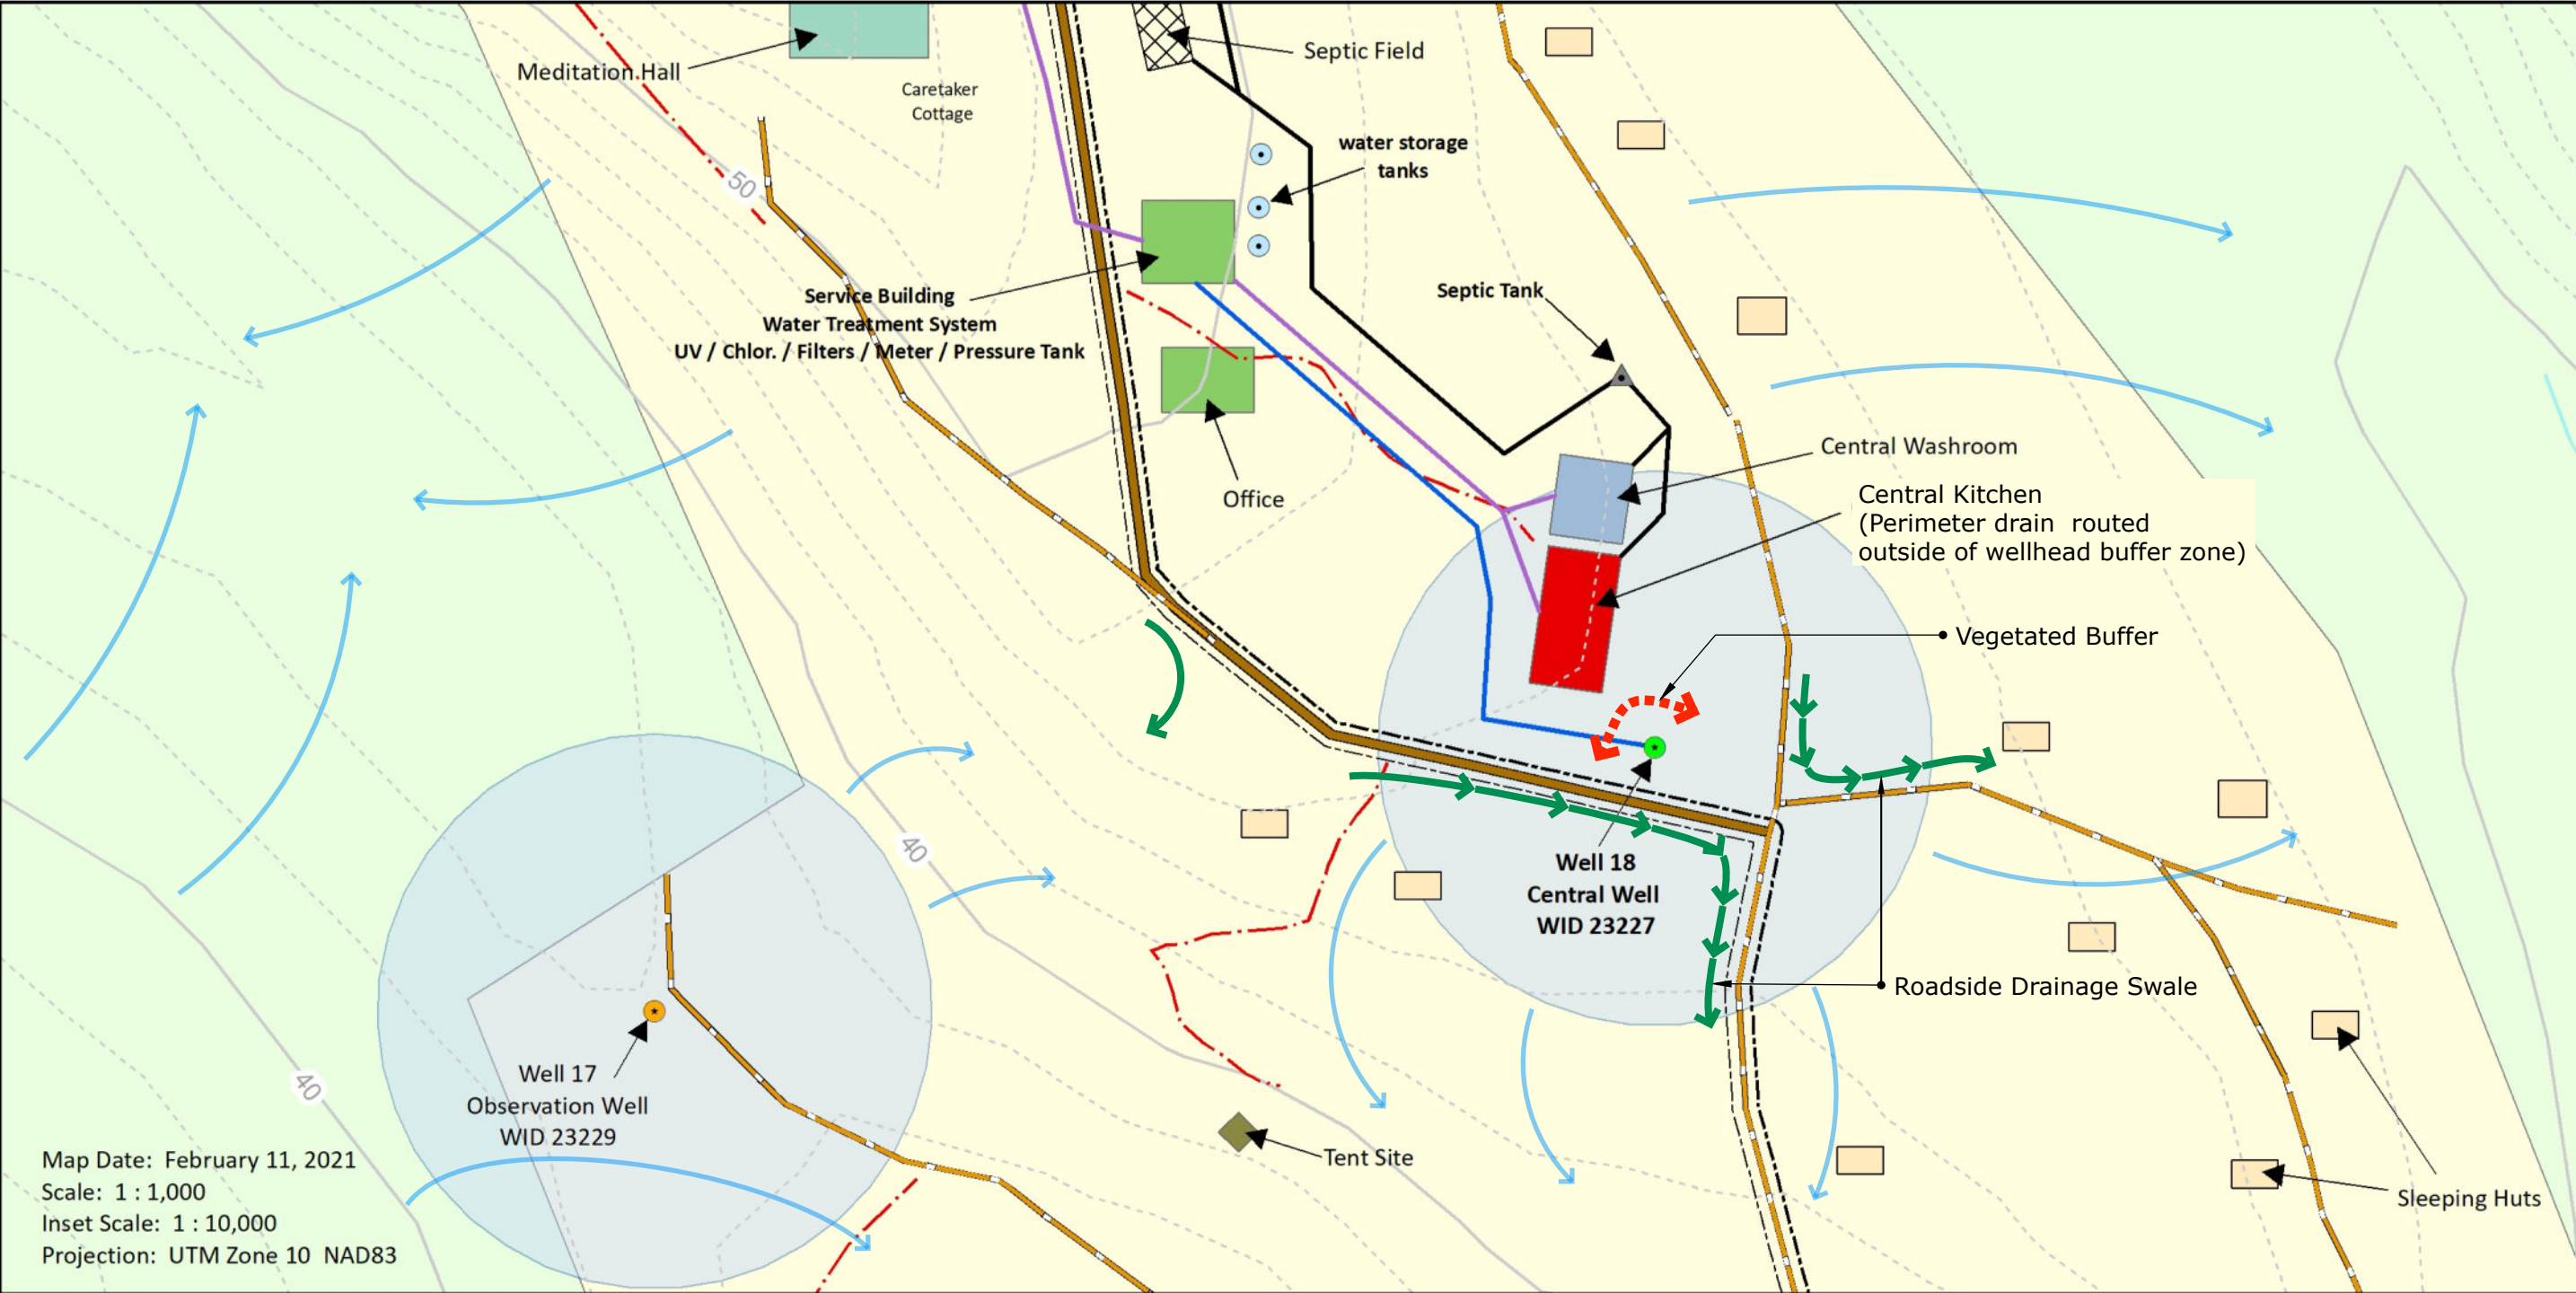 Meditation Hall
Caretaker
Cottage
Septic Field
water storage
tanks
50
Service Building
Water Treatment System
UV / Chlor. / Filters / Meter / Pressure Tank
Septic Tank
Office
Central Washroom
Central Kitchen
(Perimeter drain routed
outside of wellhead buffer zone)
Vegetated Buffer
40
Well 18
Central Well
WID 23227
Roadside Drainage Swale
40
Well 17
Observation Well
WID 23229
Tent Site
Sleeping Huts
Map Date: February 11, 2021
Scale: 1 : 1,000
Inset Scale: 1 : 10,000
Projection: UTM Zone 10 NAD83